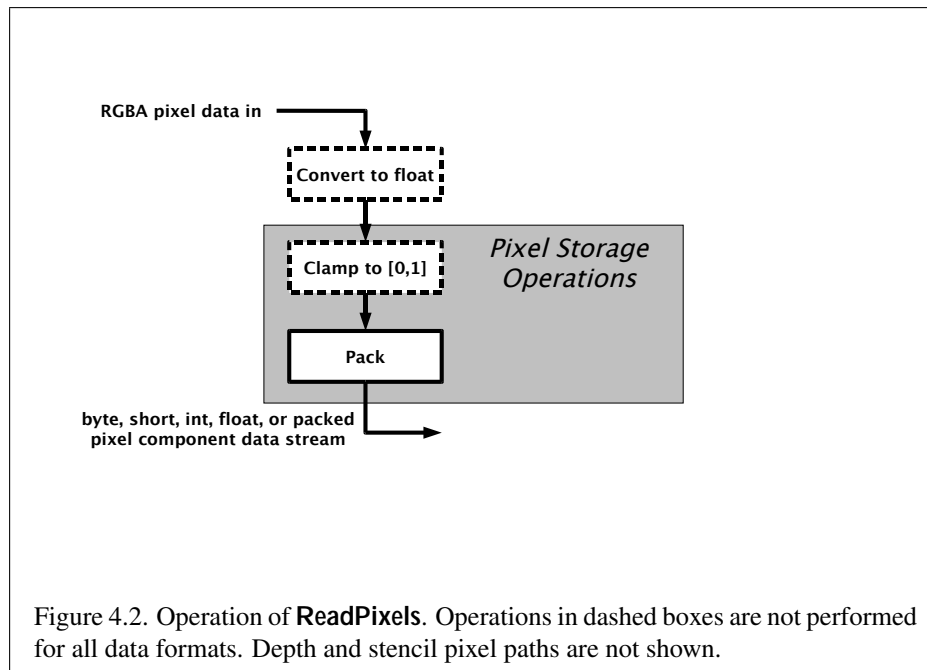 RGBA pixel data in
Convert to float
Pixel Storage
Operations
Clamp to [0,1]
Pack
byte, short, int, float, or packed
pixel component data stream
Figure 4.2. Operation of ReadPixels. Operations in dashed boxes are not performed
for all data formats. Depth and stencil pixel paths are not shown.